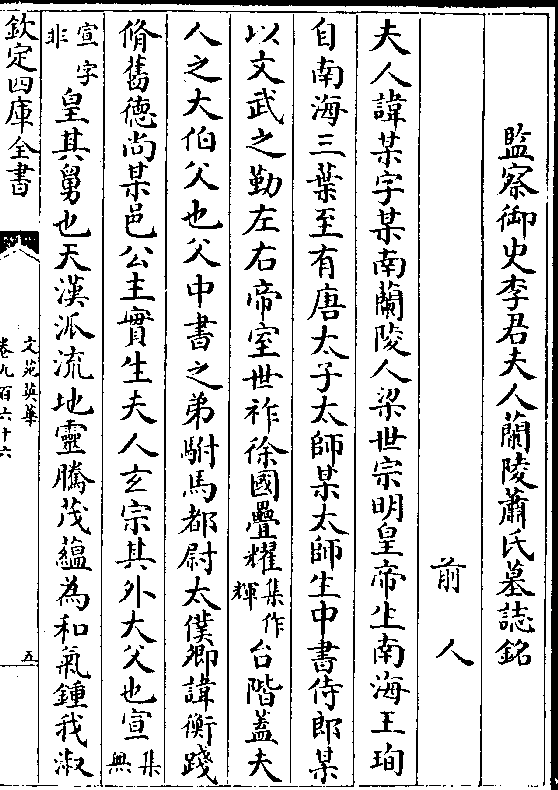 監察御史李君夫人蘭陵蕭氏墓誌銘
前人
夫人諱某字某南蘭陵人梁世宗明皇帝生南海王珣
自南海三葉至有唐太子太師某太師生中書侍郎某
以文武之勤左右帝室世祚徐國疊耀集作輝台階蓋夫
人之大伯父也父中書之弟駙馬都尉太僕卿諱衡踐
脩舊德尚某邑公主實生夫人玄宗其外大父也宣集無
宣字非皇其舅也天漢泒流地靈騰茂藴為和氣鍾我淑
欽定四庫全書
文苑英華
卷九百六十六
五